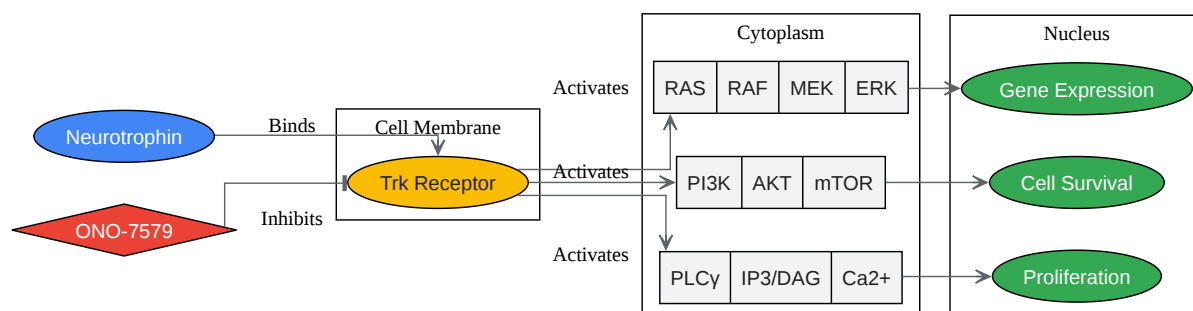 Cytoplasm
Nucleus
Activates
RAS RAF MEK ERK
Gene Expression
Neurotrophin
Binds
Cell Membrane
Trk Receptor
Activates
PI3K AKT mTOR
Cell Survival
ONO-7579
Inhibits
Activates
PLCγ IP3/DAG Ca2+
Proliferation